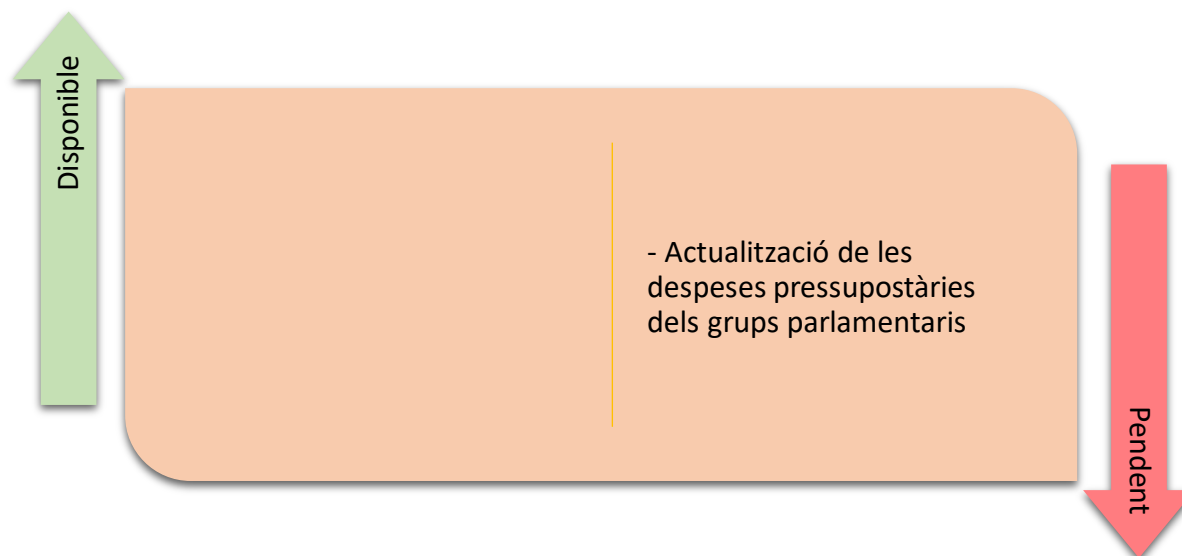 Disponible
- Actualització de les
despeses pressupostàries
dels grups parlamentaris
Pendent